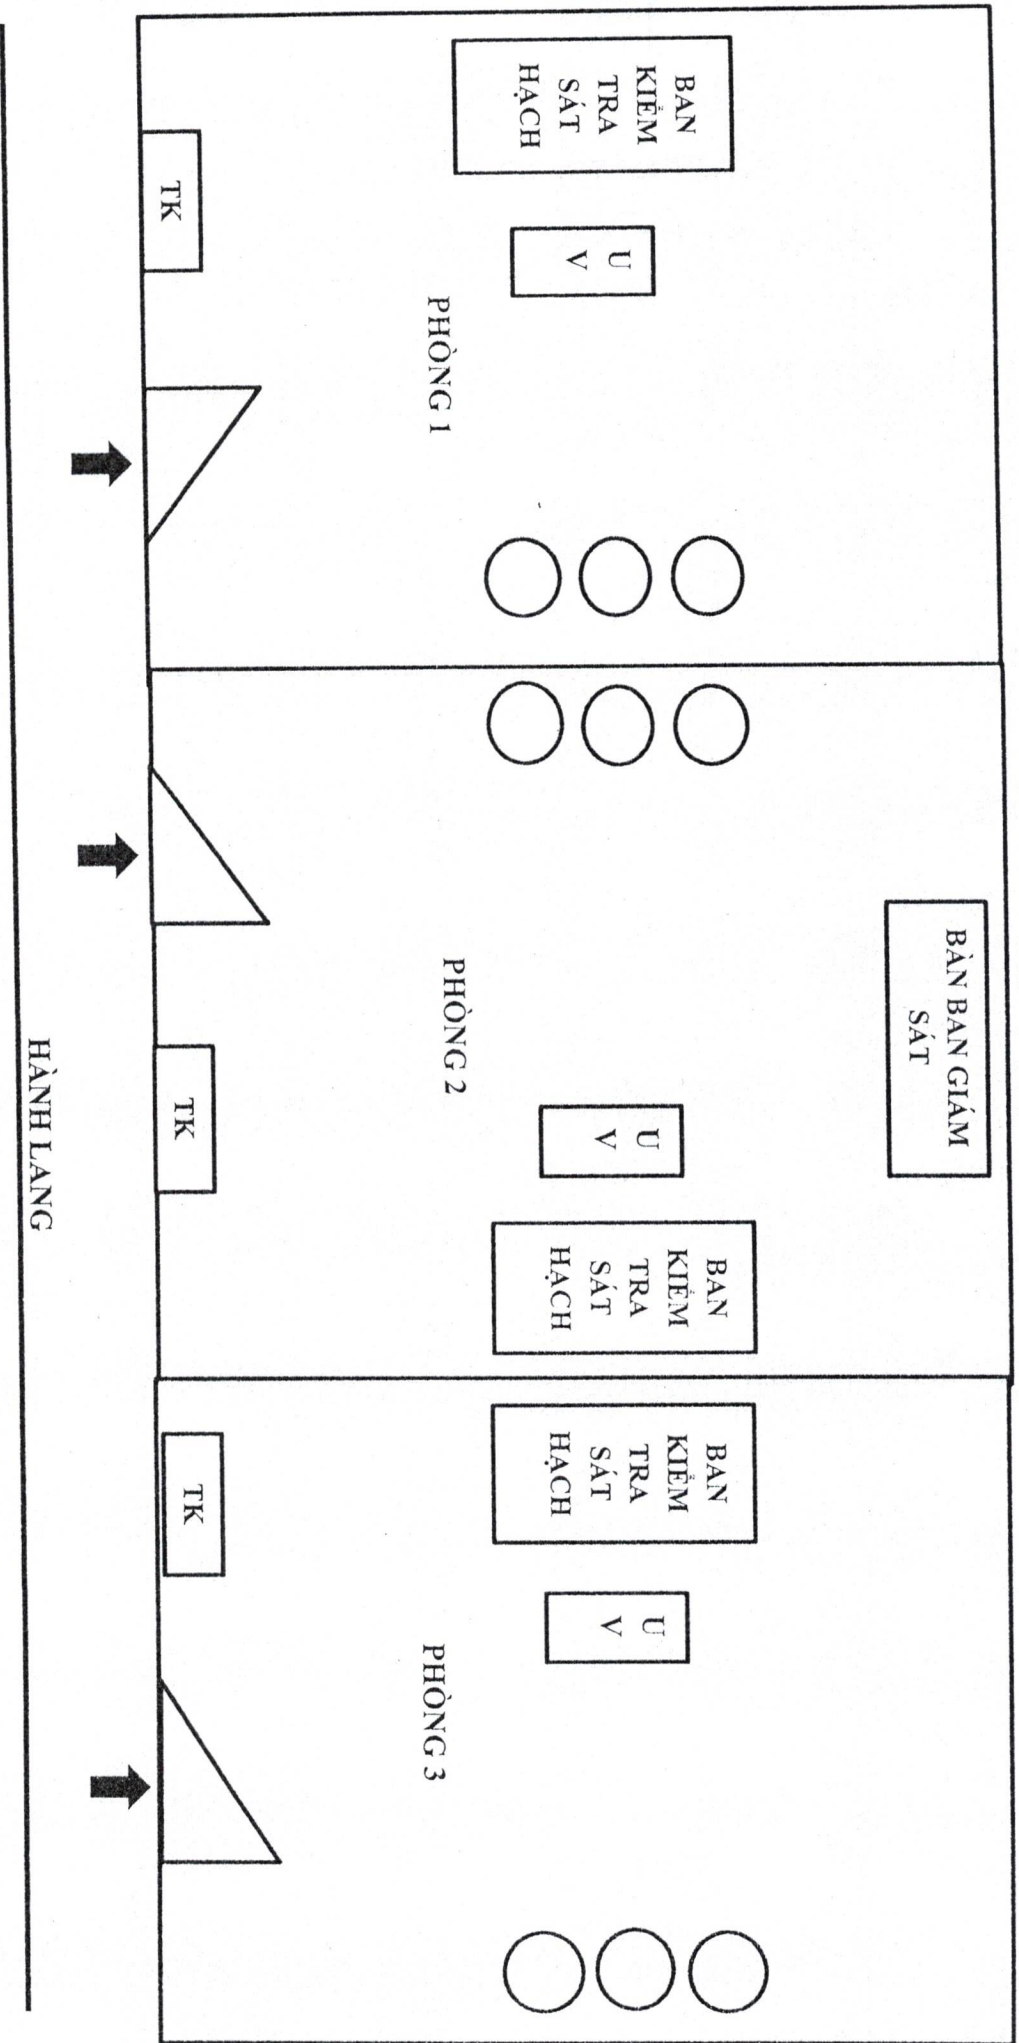 BAN
KIỂM
TRA
SÁT
HẠCH
U
V
PHÒNG 1
TK
BÀN BAN GIÁM
SÁT
U
V
BAN
KIỂM
TRA
SÁT
HẠCH
PHÒNG 2
TK
BAN
KIỂM
TRA
SÁT
HẠCH
U
V
PHÒNG 3
TK
HÀNH LANG